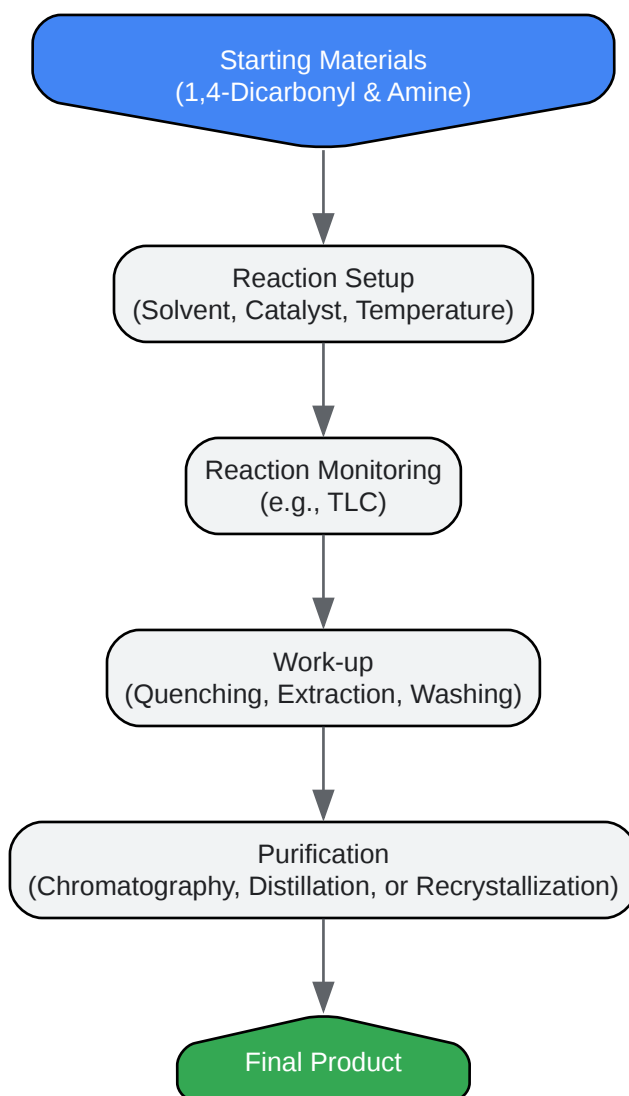 Starting Materials
(1,4-Dicarbonyl & Amine)
Reaction Setup
(Solvent, Catalyst, Temperature)
Reaction Monitoring
(e.g., TLC)
Work-up
(Quenching, Extraction, Washing)
Purification
(Chromatography, Distillation, or Recrystallization)
Final Product